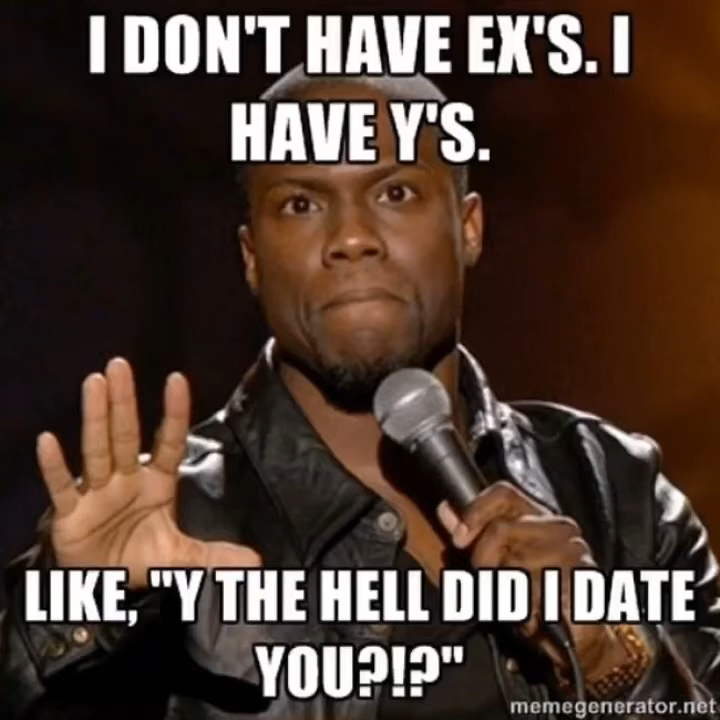 I DON'T HAVE EX'S. I
HAVE Y'S.
LIKE, "Y THE HELL DID I DATE
YOU?!?"
memegenerator.net